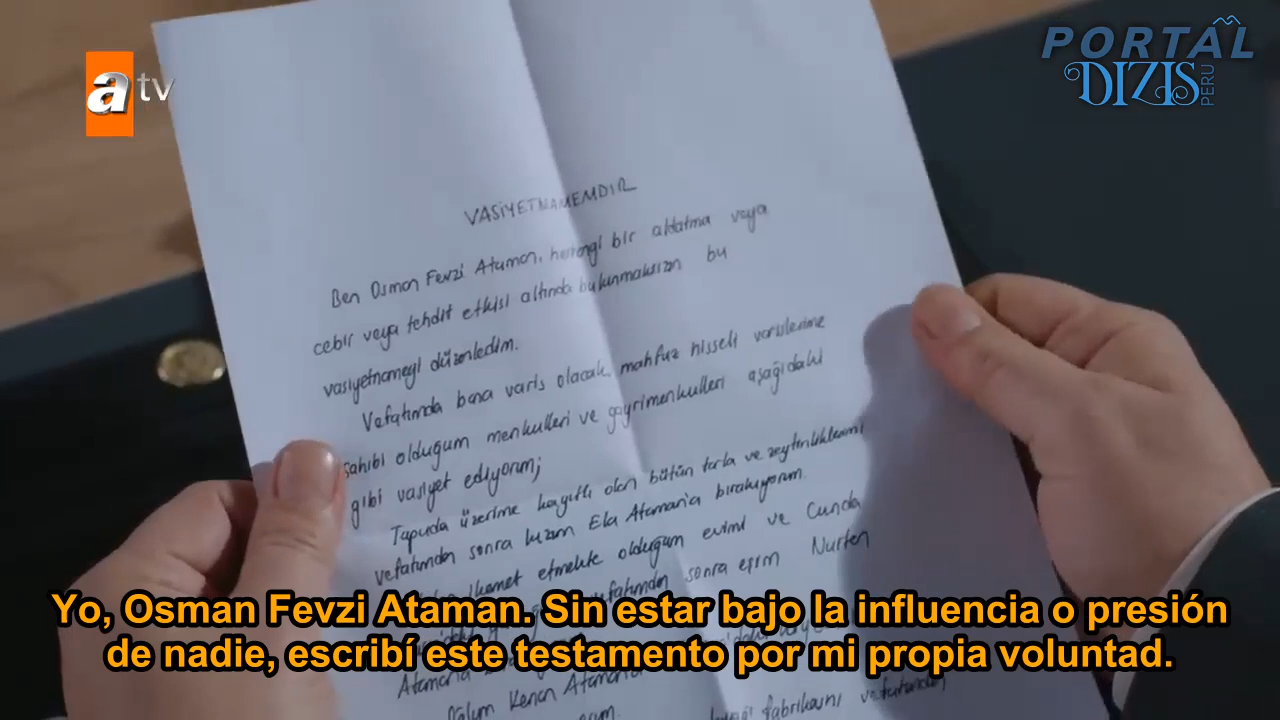 atv
PORTAL
DIZIS
PERU
VASİYETNAMEMDİR
Ben Osman Fevzi Ataman, herhangi bir aldatma veya
cebir veya tehdit etkisi altında bulunmaksızın bu
vasiyetnameyi düzenledim.
Vefatımda bana varis olacak, mahfuz hisseli varislerime
sahibi olduğum menkulleri ve gayrimenkulleri aşağıdaki
gibi vasiyet ediyorum;
Tapuda üzerime kayıtlı olan bütün tarla ve zeytinliklerimi
vefatımdan sonra kızım Ela Ataman'a bırakıyorum.
ikamet etmekte olduğum evimi ve Cunda
vefatımdan sonra eşim Nurten
Ataman'a
Oğlum Kenan Ataman'a
fabrikasını vefatımdan
Yo, Osman Fevzi Ataman. Sin estar bajo la influencia o presión
de nadie, escribí este testamento por mi propia voluntad.